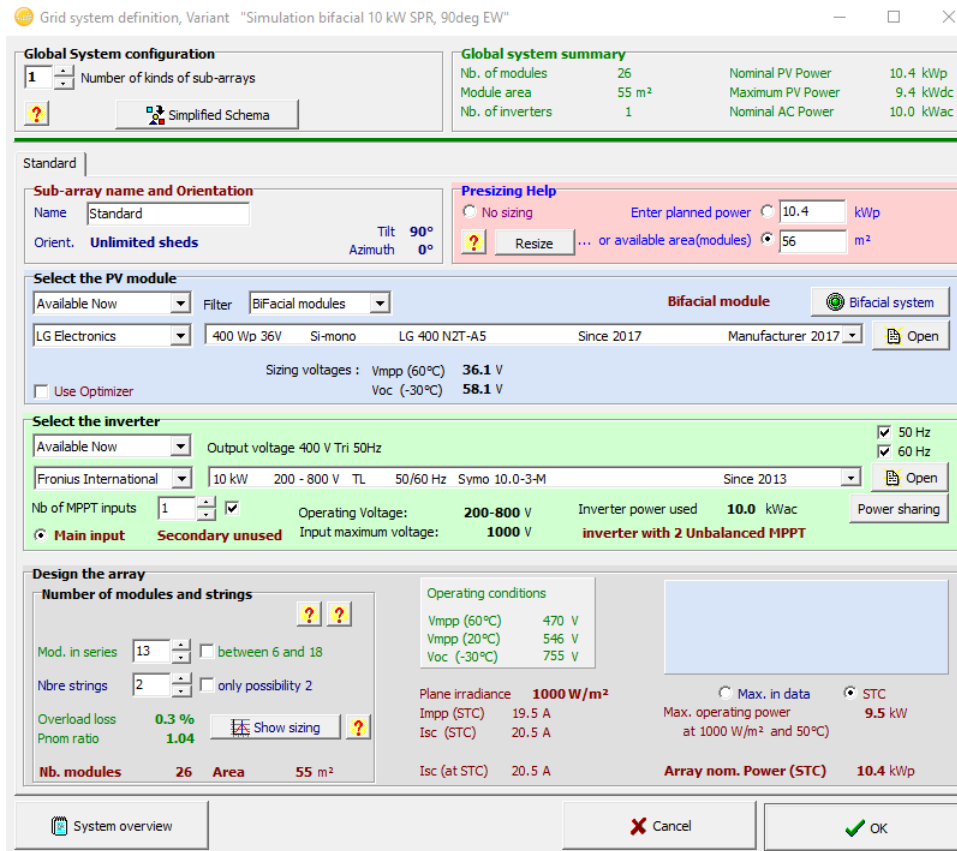 Grid system definition, Variant "Simulation bifacial 10 kW SPR, 90deg EW"
Global System configuration
1 Number of kinds of sub-arrays
? Simplified Schema
Global system summary
Nb. of modules 26 Nominal PV Power 10.4 kWp
Module area 55 m² Maximum PV Power 9.4 kWdc
Nb. of inverters 1 Nominal AC Power 10.0 kWac
Standard
Sub-array name and Orientation
Name Standard
Orient. Unlimited sheds Tilt 90°
Azimuth 0°
Presizing Help
No sizing Enter planned power 10.4 kWp
? Resize ... or available area(modules) 56 m²
Select the PV module
Available Now Filter BiFacial modules Bifacial module Bifacial system
LG Electronics 400 Wp 36V Si-mono LG 400 N2T-A5 Since 2017 Manufacturer 2017 Open
Sizing voltages : Vmpp (60°C) 36.1 V
Use Optimizer Voc (-30°C) 58.1 V
Select the inverter
Available Now Output voltage 400 V Tri 50Hz 50 Hz
60 Hz
Fronius International 10 kW 200 - 800 V TL 50/60 Hz Symo 10.0-3-M Since 2013 Open
Nb of MPPT inputs 1 Operating Voltage: 200-800 V Inverter power used 10.0 kWac Power sharing
Main input Secondary unused Input maximum voltage: 1000 V inverter with 2 Unbalanced MPPT
Design the array
Number of modules and strings
? ?
Mod. in series 13 between 6 and 18
Nbre strings 2 only possibility 2
Overload loss 0.3 %
Pnom ratio 1.04 Show sizing ?
Nb. modules 26 Area 55 m²
Operating conditions
Vmpp (60°C) 470 V
Vmpp (20°C) 546 V
Voc (-30°C) 755 V
Plane irradiance 1000 W/m² Max. in data STC
Impp (STC) 19.5 A Max. operating power 9.5 kW
Isc (STC) 20.5 A at 1000 W/m² and 50°C)
Isc (at STC) 20.5 A Array nom. Power (STC) 10.4 kWp
System overview Cancel OK